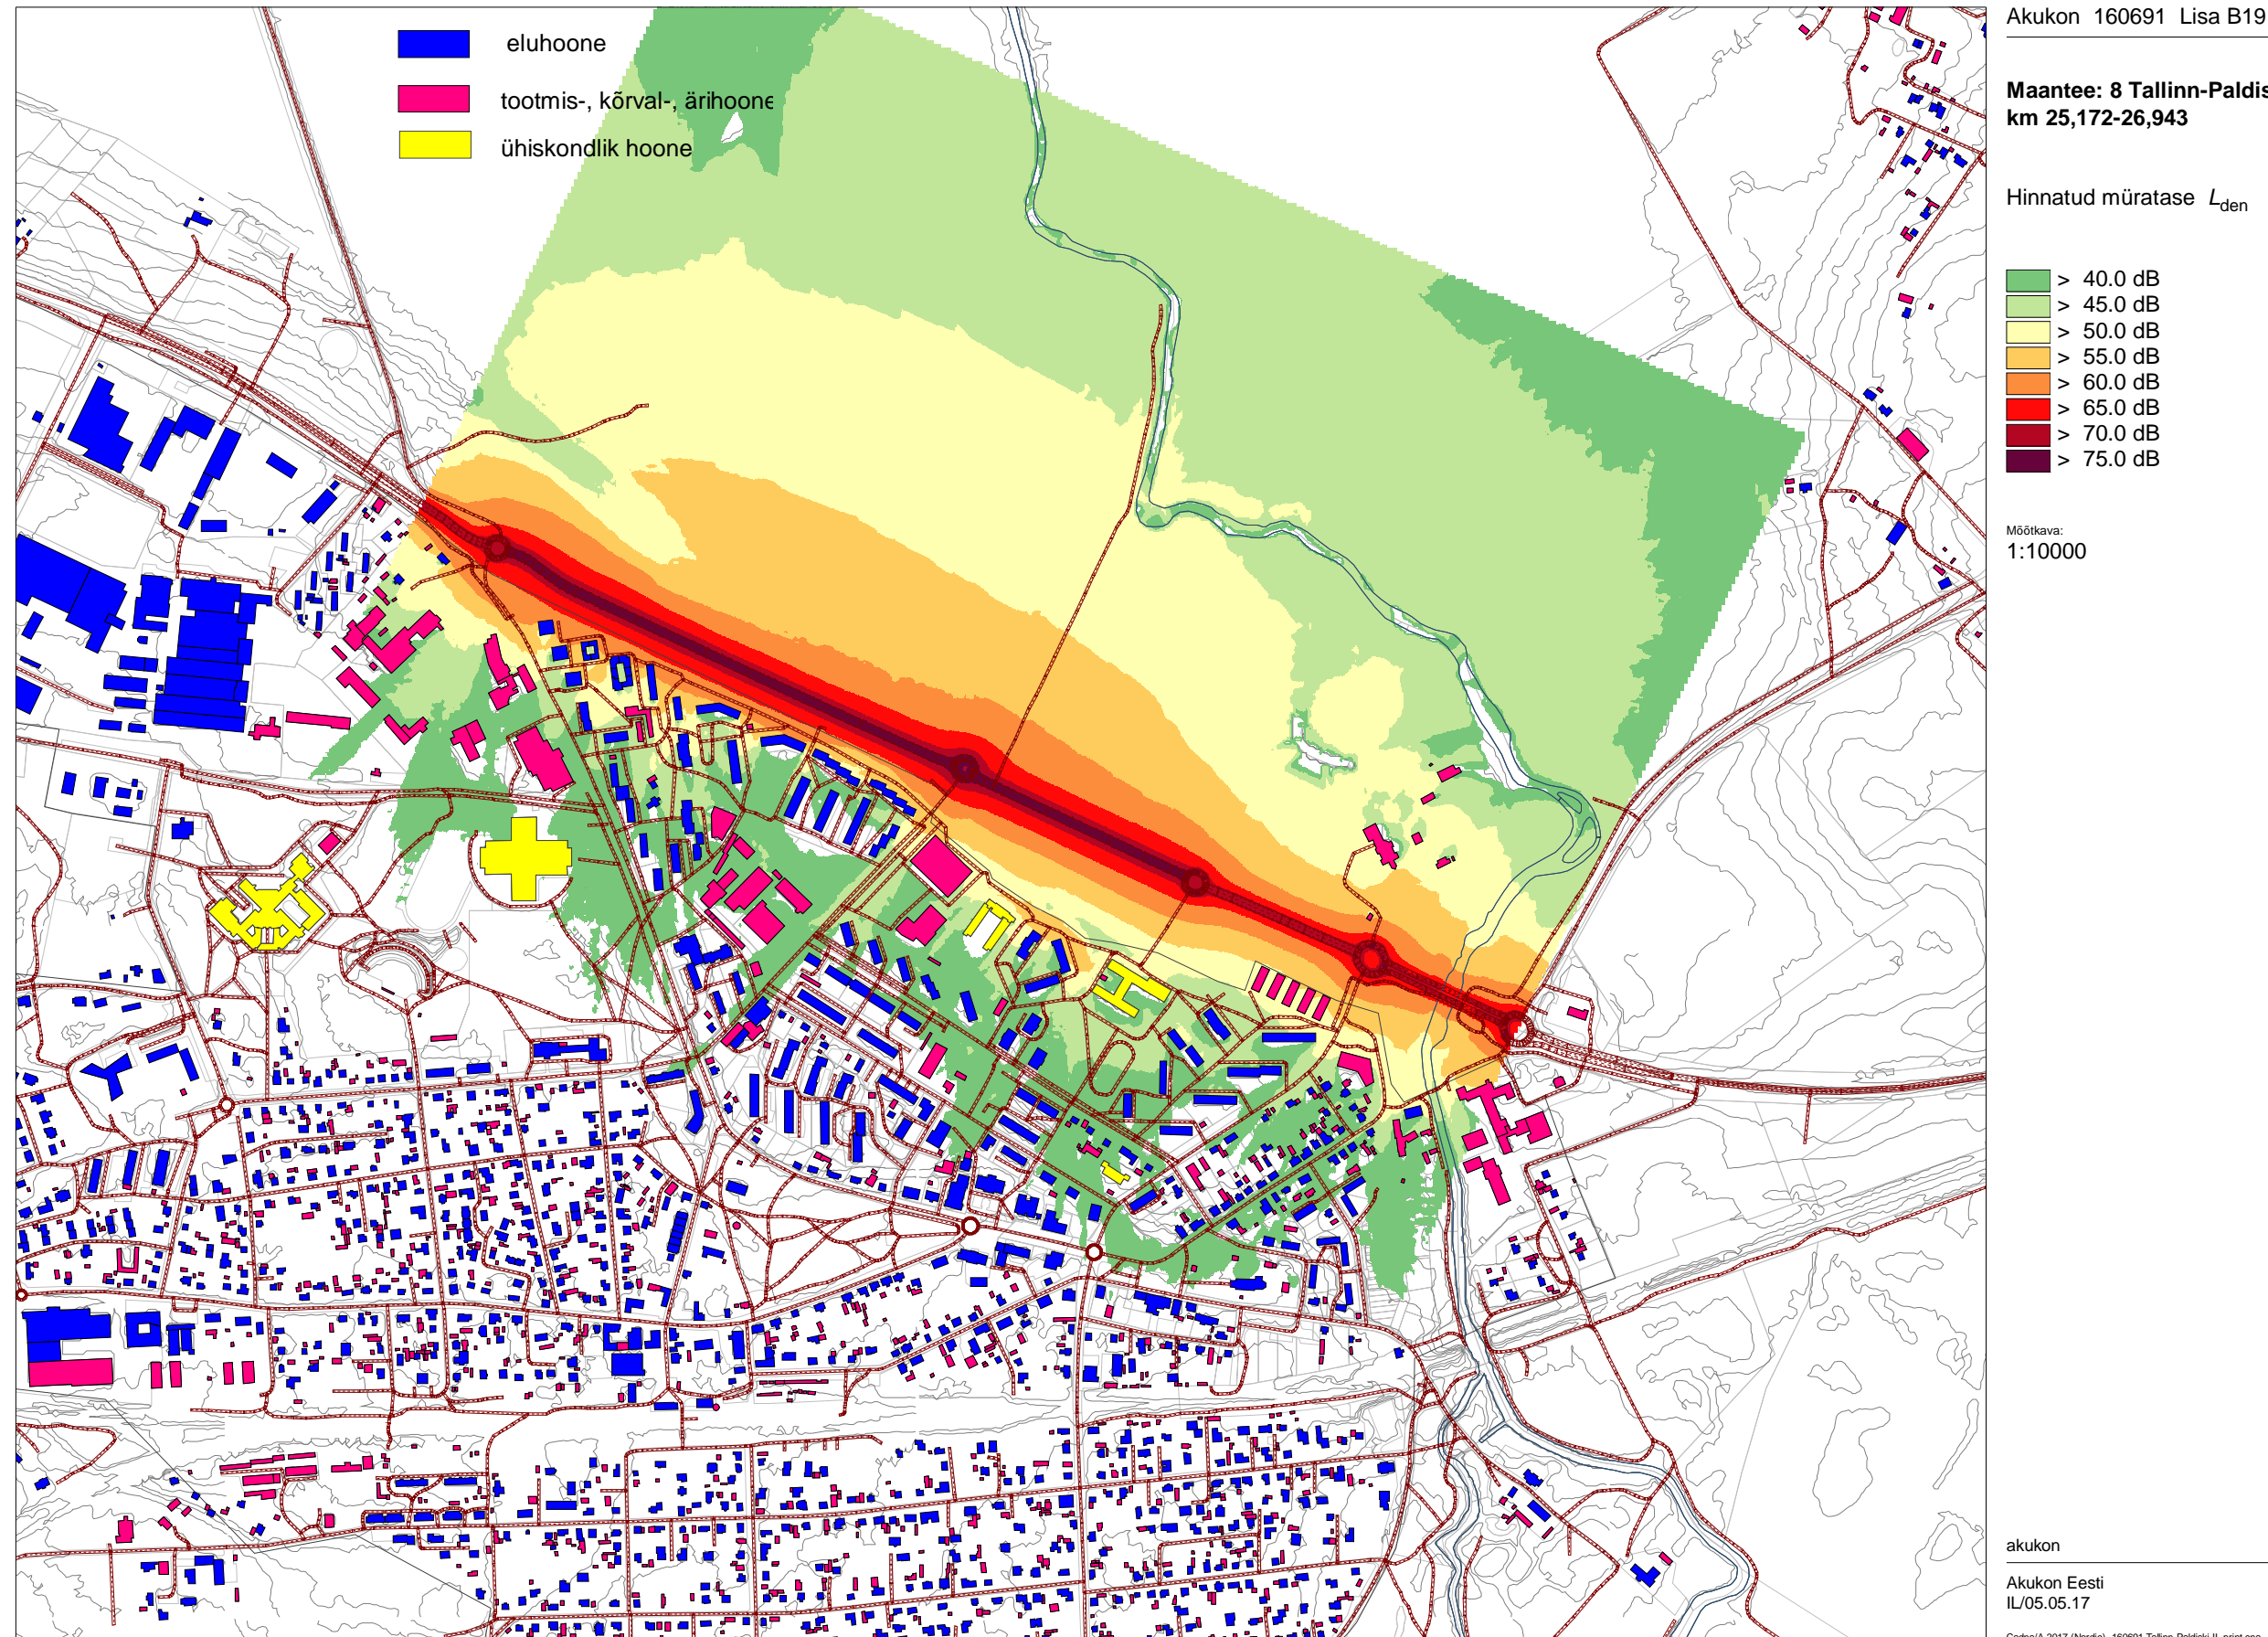 eluhoone
tootmis-, kõrval-, ärihoone
ühiskondlik hoone
Akukon 160691 Lisa B19
Maantee: 8 Tallinn-Paldis
km 25,172-26,943
Hinnatud müratase Lden
> 40.0 dB
> 45.0 dB
> 50.0 dB
> 55.0 dB
> 60.0 dB
> 65.0 dB
> 70.0 dB
> 75.0 dB
Mõõtkava:
1:10000
akukon
Akukon Eesti
IL/05.05.17